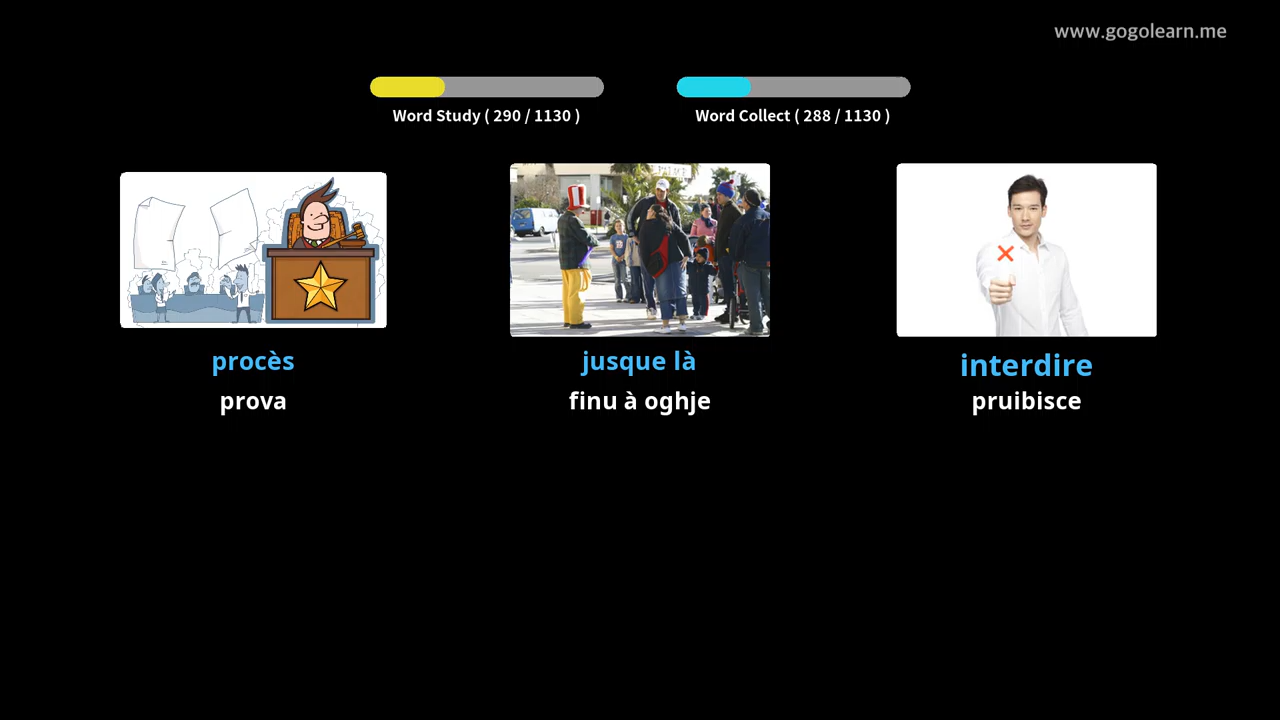 www.gogolearn.me
Word Study ( 290 / 1130 )
Word Collect ( 288 / 1130 )
procès
prova
jusque là
finu à oghje
interdire
pruibisce